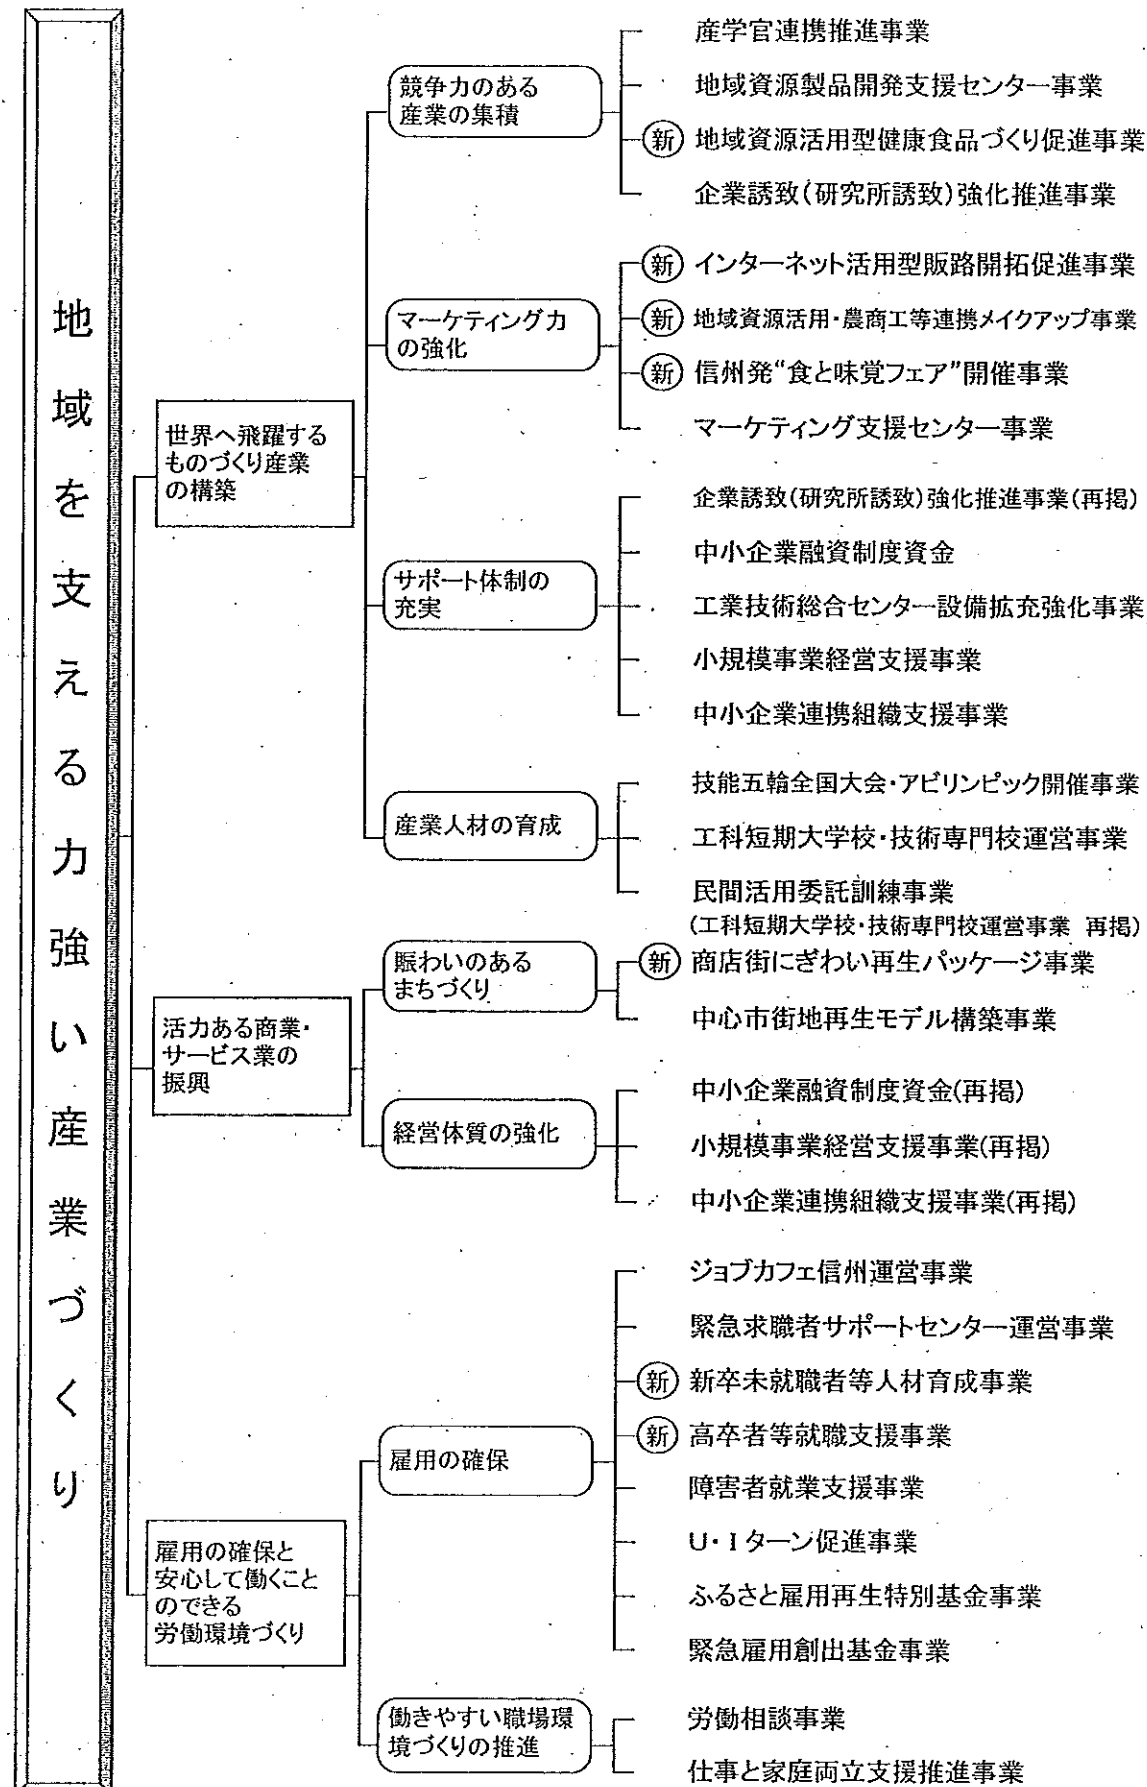 地域を支える力強い産業づくり
世界へ飛躍する
ものづくり産業
の構築
競争力のある
産業の集積
産学官連携推進事業
地域資源製品開発支援センター事業
新 地域資源活用型健康食品づくり促進事業
企業誘致(研究所誘致)強化推進事業
マーケティング力
の強化
新 インターネット活用型販路開拓促進事業
新 地域資源活用・農商工等連携メイクアップ事業
新 信州発“食と味覚フェア”開催事業
マーケティング支援センター事業
サポート体制の
充実
企業誘致(研究所誘致)強化推進事業(再掲)
中小企業融資制度資金
工業技術総合センター設備拡充強化事業
小規模事業経営支援事業
中小企業連携組織支援事業
産業人材の育成
技能五輪全国大会・アビリンピック開催事業
工科短期大学校・技術専門校運営事業
民間活用委託訓練事業
(工科短期大学校・技術専門校運営事業 再掲)
活力ある商業・
サービス業の
振興
賑わいのある
まちづくり
新 商店街にぎわい再生パッケージ事業
中心市街地再生モデル構築事業
経営体質の強化
中小企業融資制度資金(再掲)
小規模事業経営支援事業(再掲)
中小企業連携組織支援事業(再掲)
雇用の確保と
安心して働くこと
のできる
労働環境づくり
雇用の確保
ジョブカフェ信州運営事業
緊急求職者サポートセンター運営事業
新 新卒未就職者等人材育成事業
新 高卒者等就職支援事業
障害者就業支援事業
U・Iターン促進事業
ふるさと雇用再生特別基金事業
緊急雇用創出基金事業
働きやすい職場環
境づくりの推進
労働相談事業
仕事と家庭両立支援推進事業